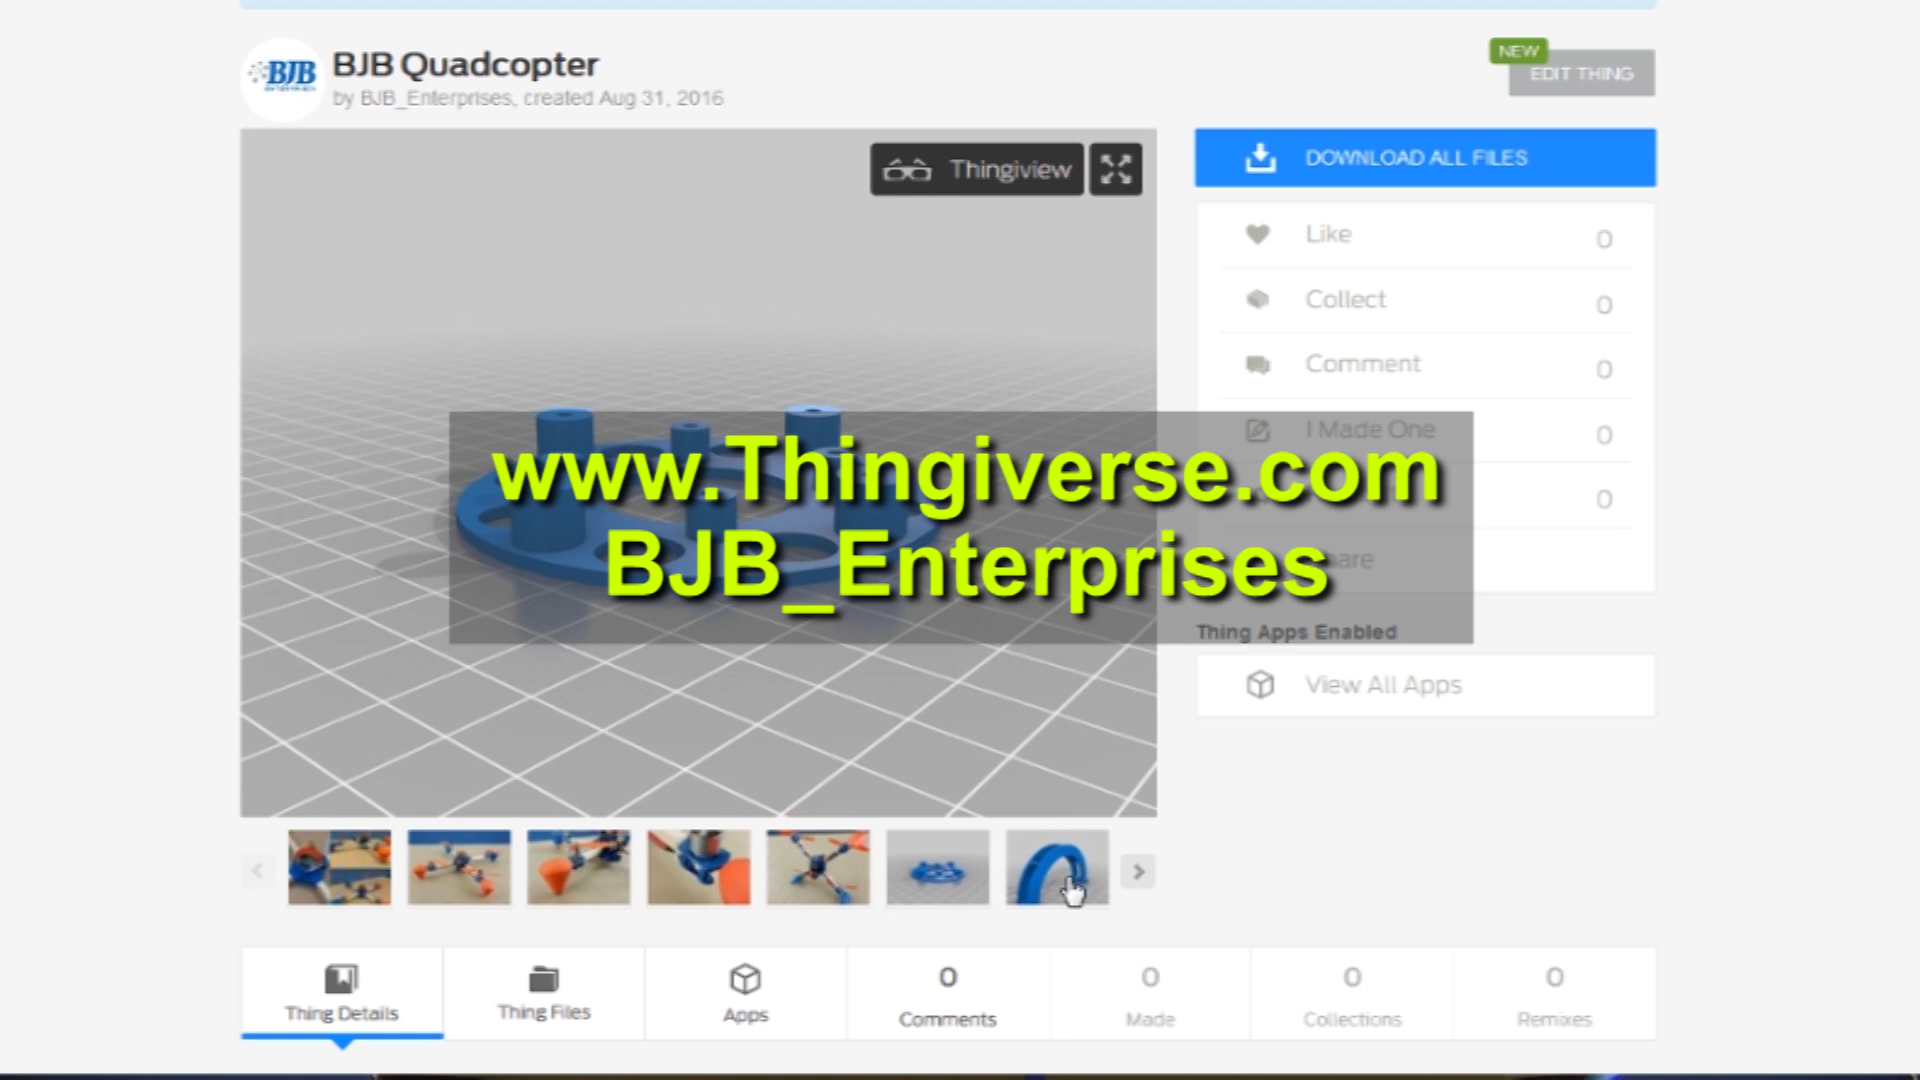 BJB
ENTERPRISES
BJB Quadcopter
by BJB_Enterprises, created Aug 31, 2016
NEW
EDIT THING
Thingiview
DOWNLOAD ALL FILES
Like 0
Collect 0
Comment 0
I Made One 0
0
www.Thingiverse.com
BJB_Enterprises
Thing Apps Enabled
View All Apps
Thing Details
Thing Files
Apps
0
Comments
0
Made
0
Collections
0
Remixes